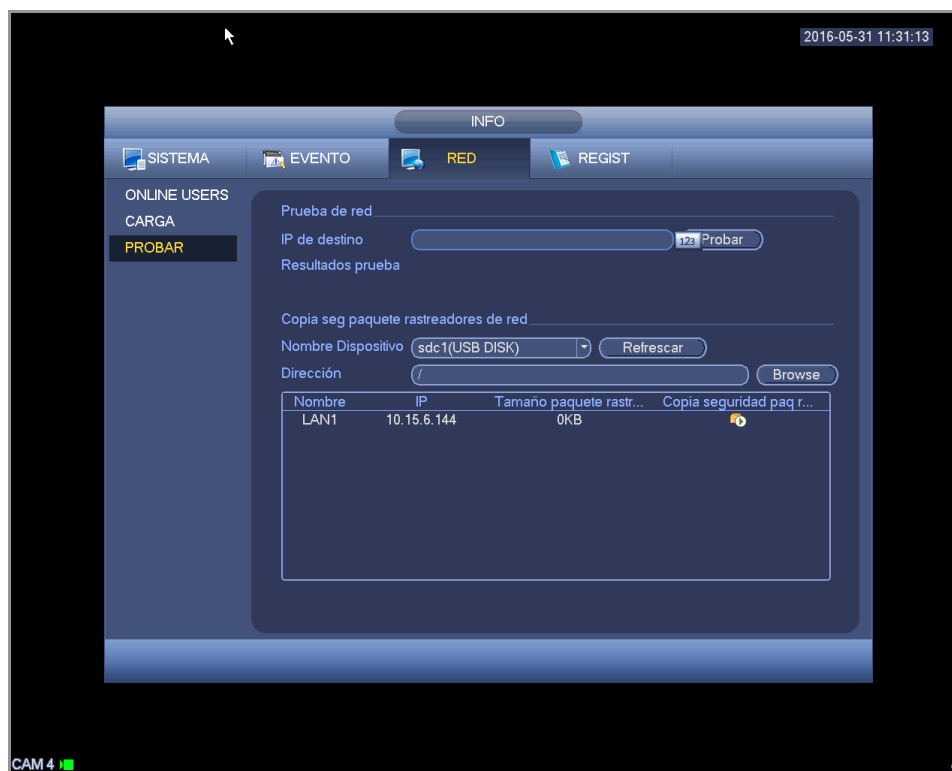 2016-05-31 11:31:13
INFO
SISTEMA EVENTO RED REGIST
ONLINE USERS
CARGA
PROBAR
Prueba de red
IP de destino 123 Probar
Resultados prueba
Copia seg paquete rastreadores de red
Nombre Dispositivo sdc1(USB DISK) Refrescar
Dirección / Browse
Nombre IP Tamaño paquete rastr... Copia seguridad paq r...
LAN1 10.15.6.144 0KB
CAM 4